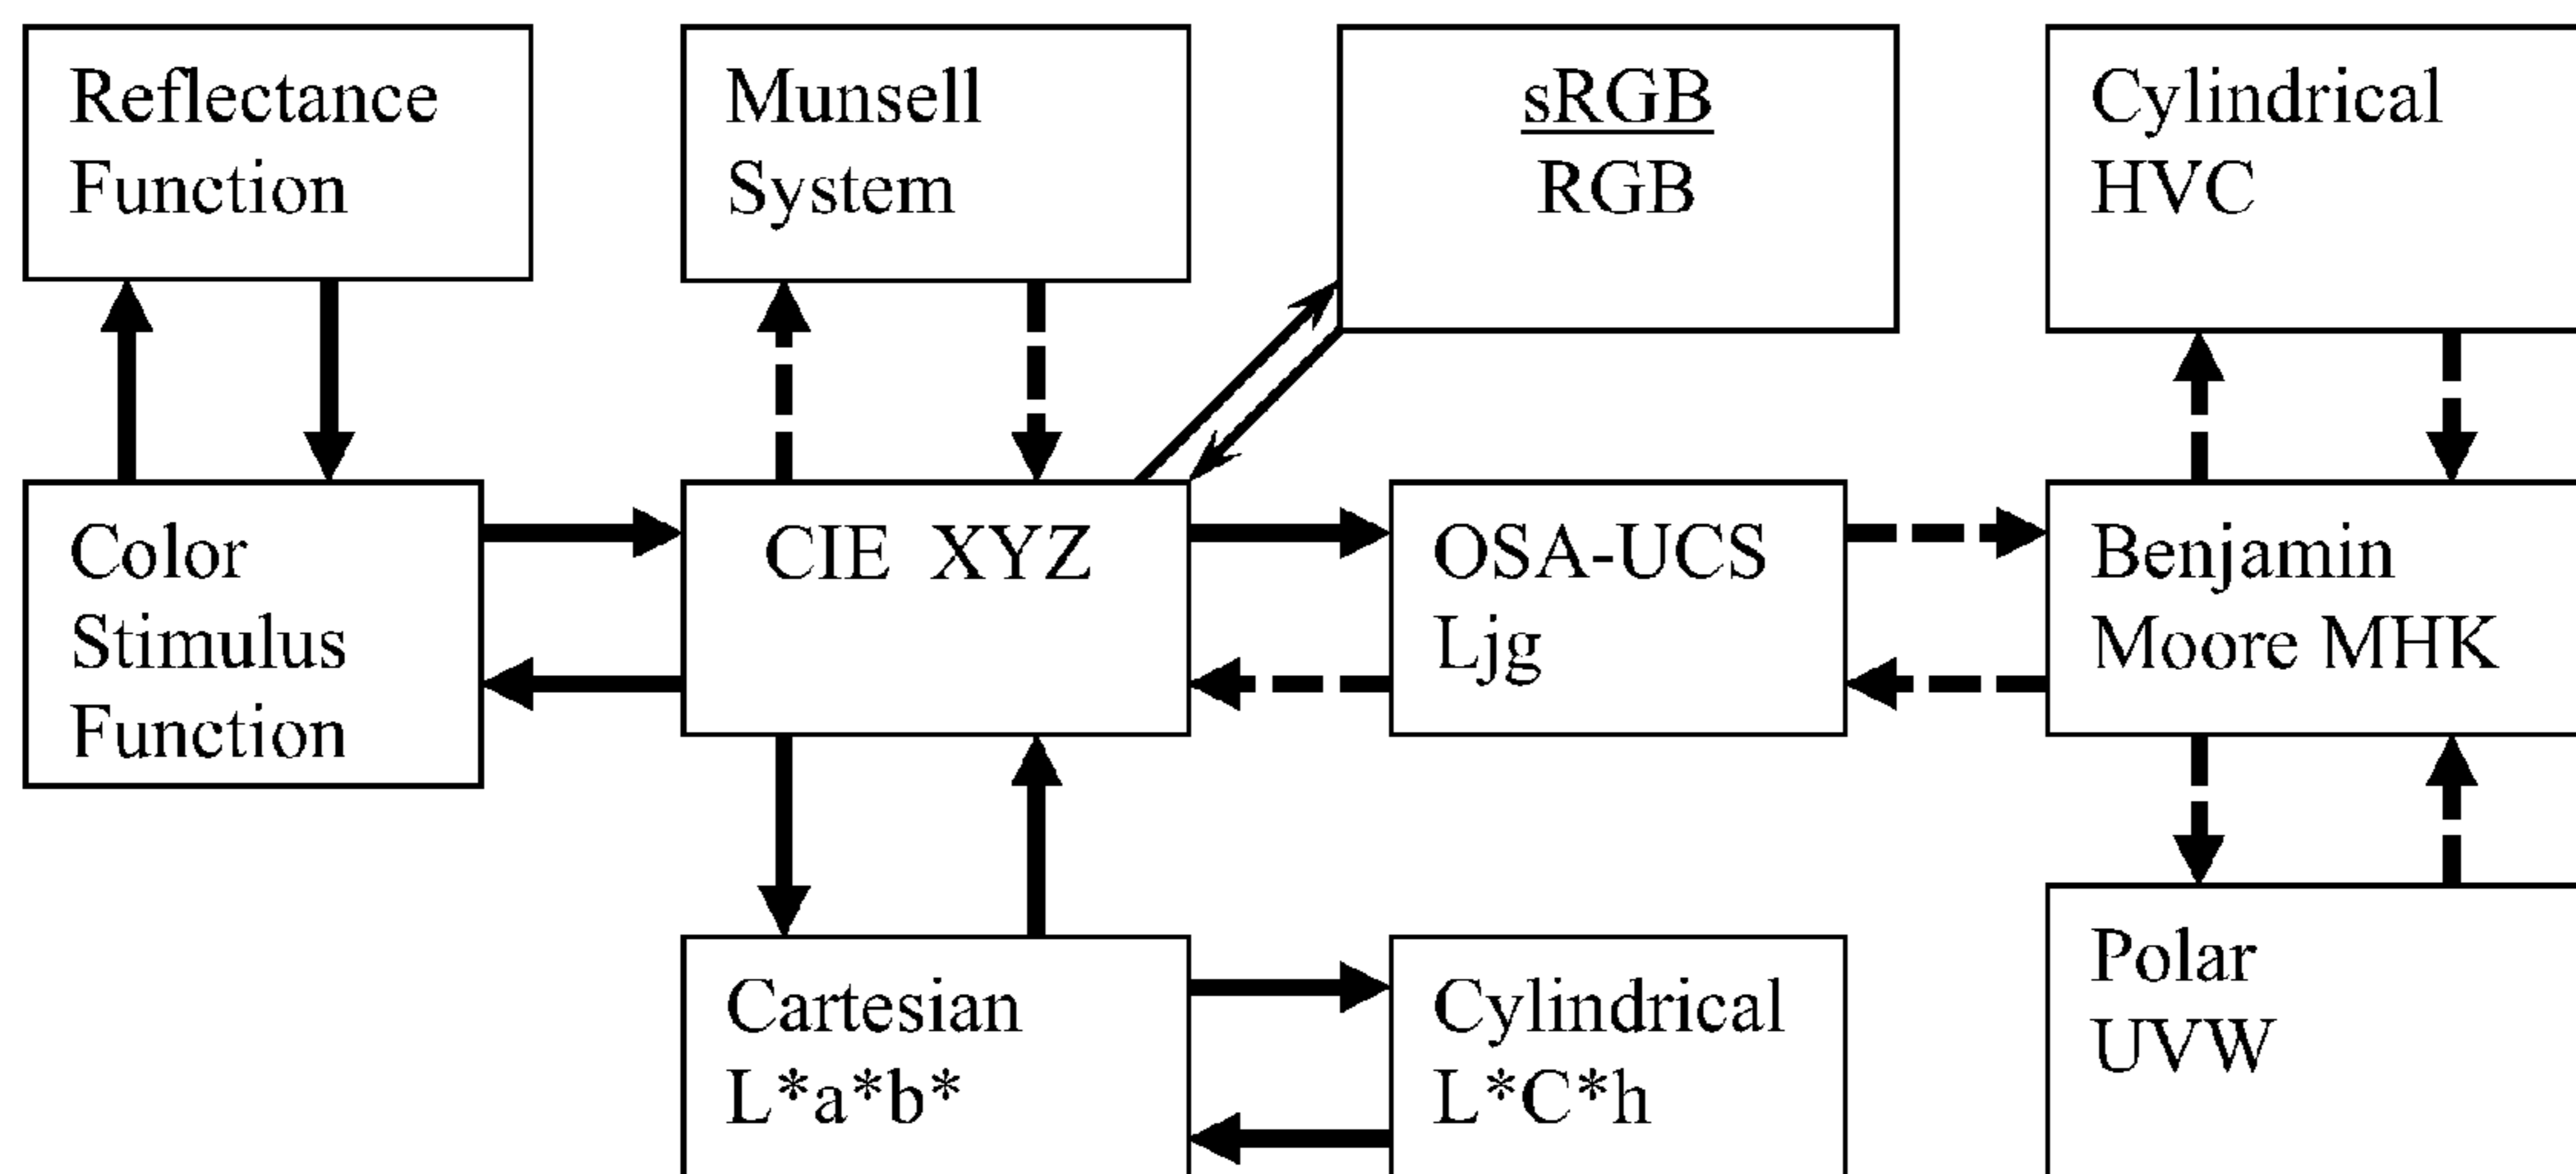 Reflectance
Function
Munsell
System
sRGB
RGB
Cylindrical
HVC
Color
Stimulus
Function
CIE XYZ
OSA-UCS
Ljg
Benjamin
Moore MHK
Cartesian
L*a*b*
Cylindrical
L*C*h
Polar
UVW